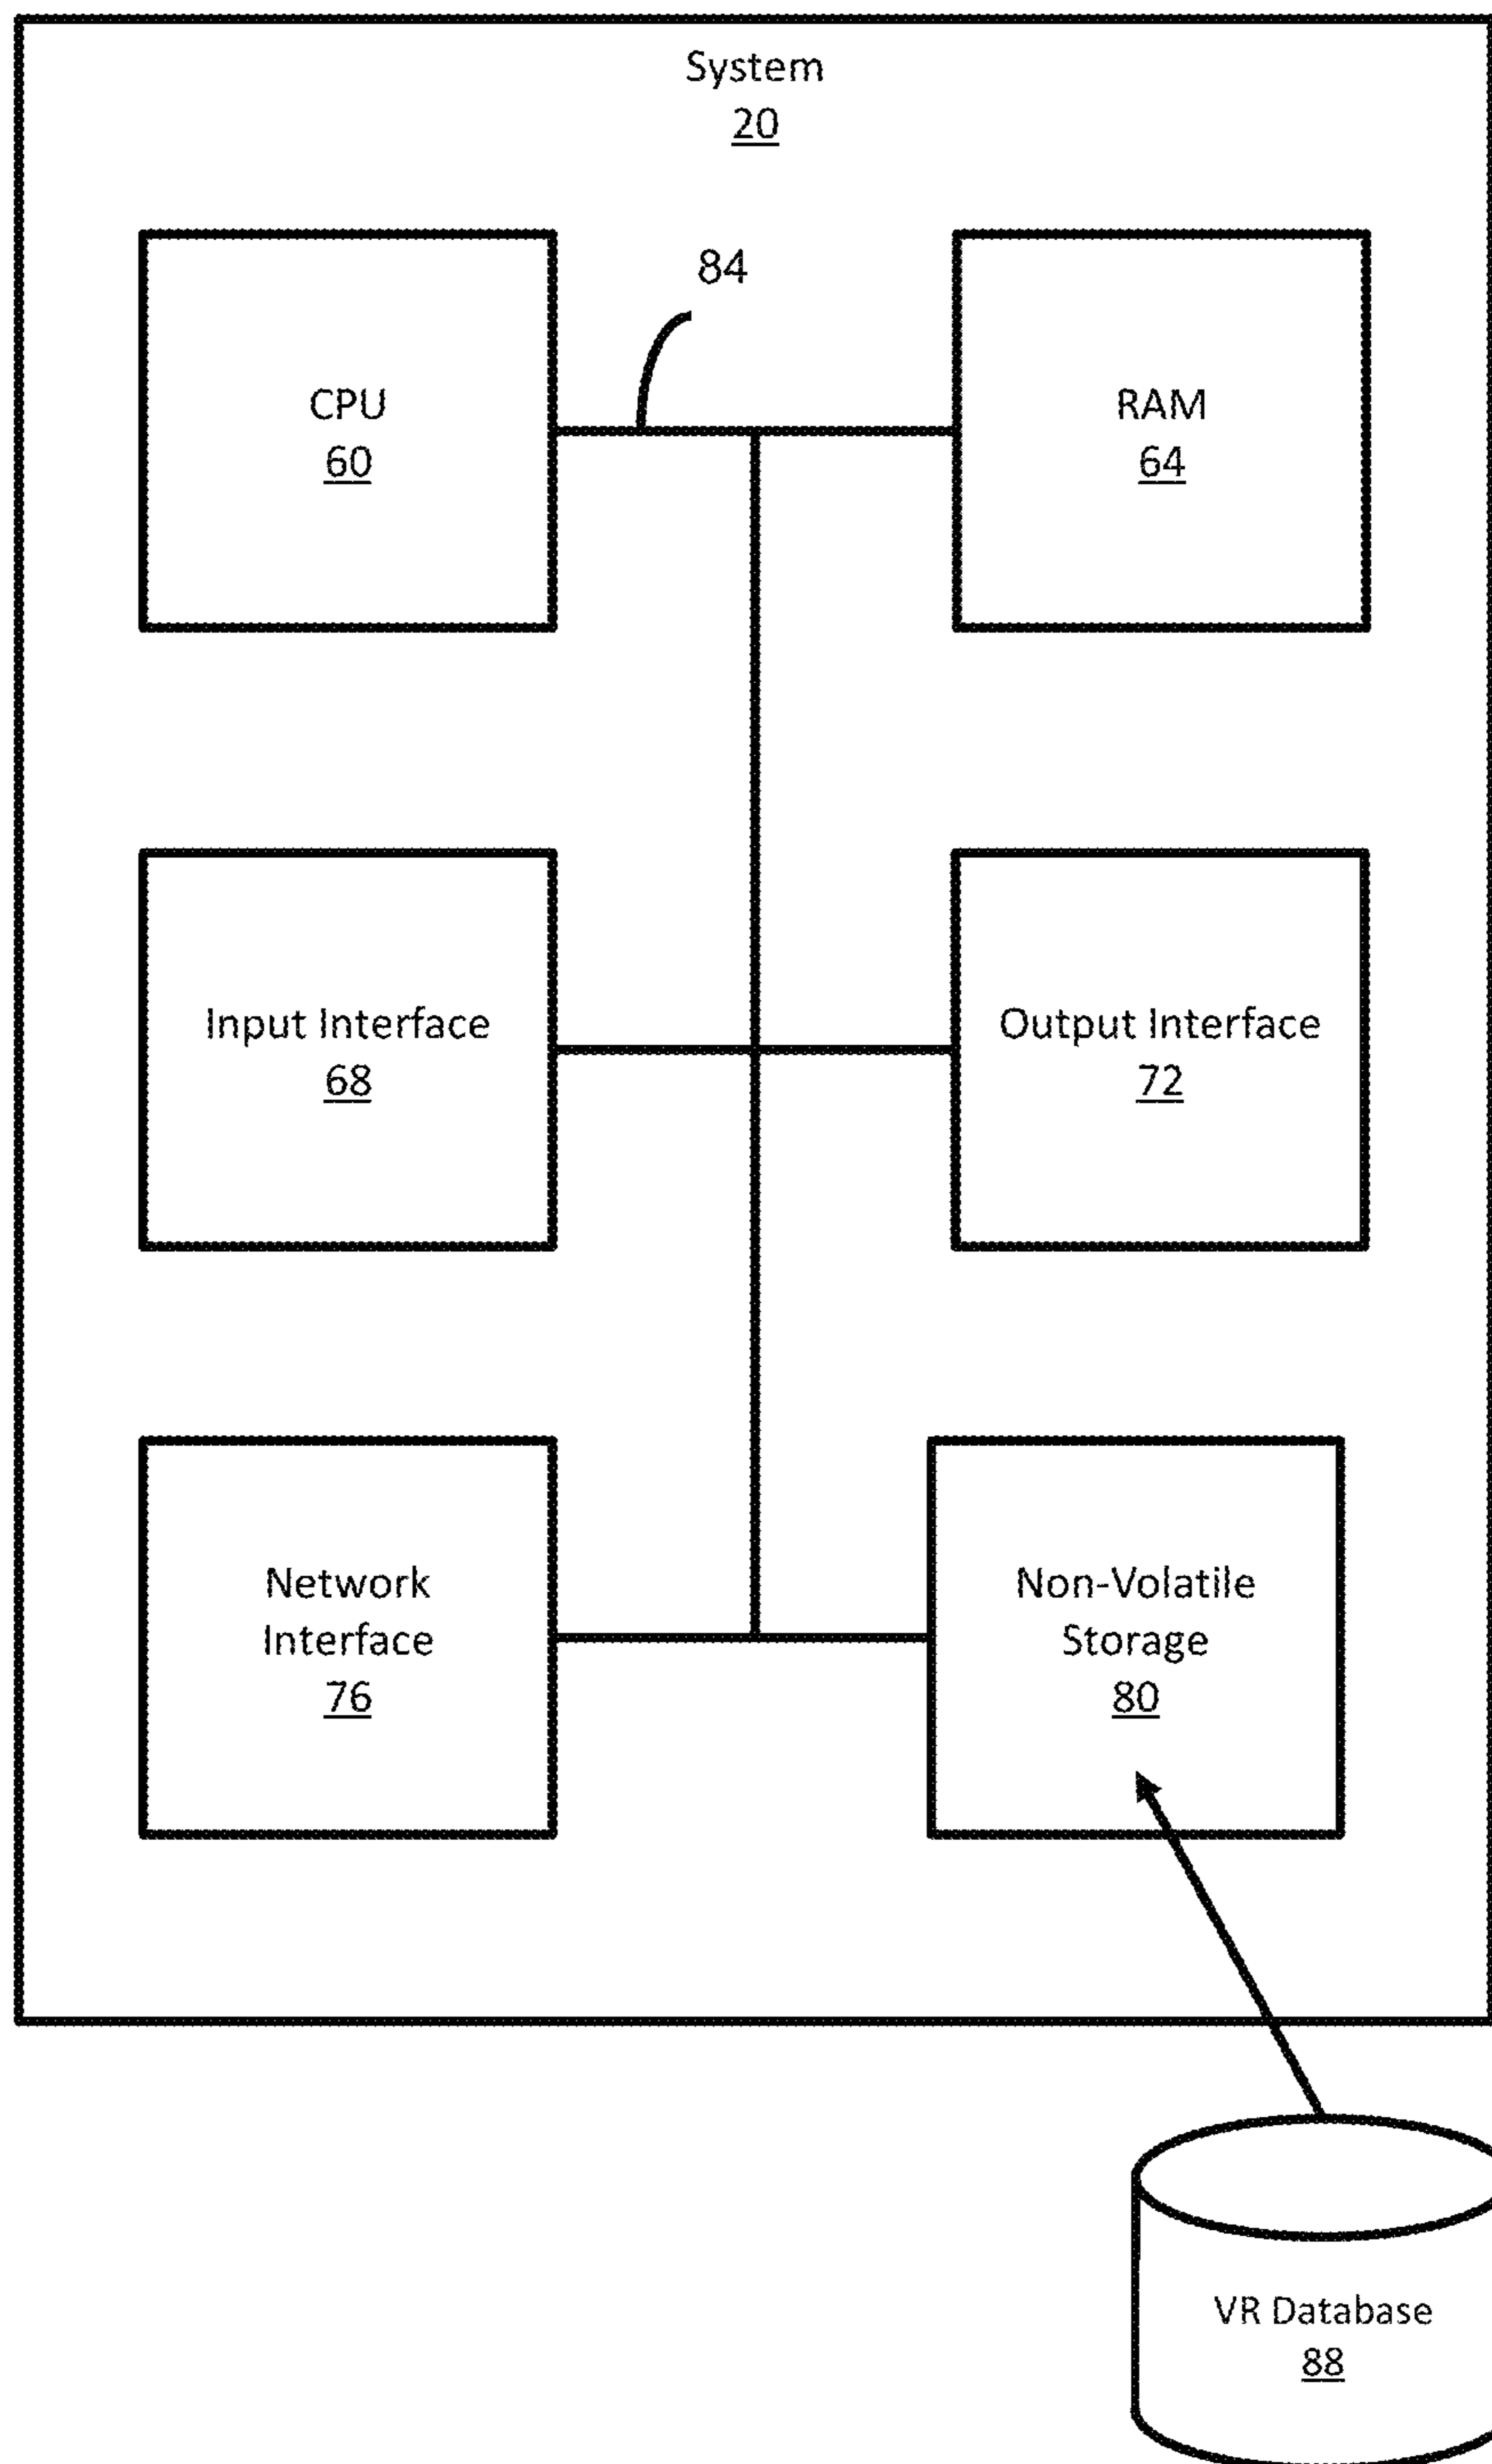 System
20
84
CPU
60
RAM
64
Input Interface
68
Output Interface
72
Network
Interface
76
Non-Volatile
Storage
80
VR Database
88